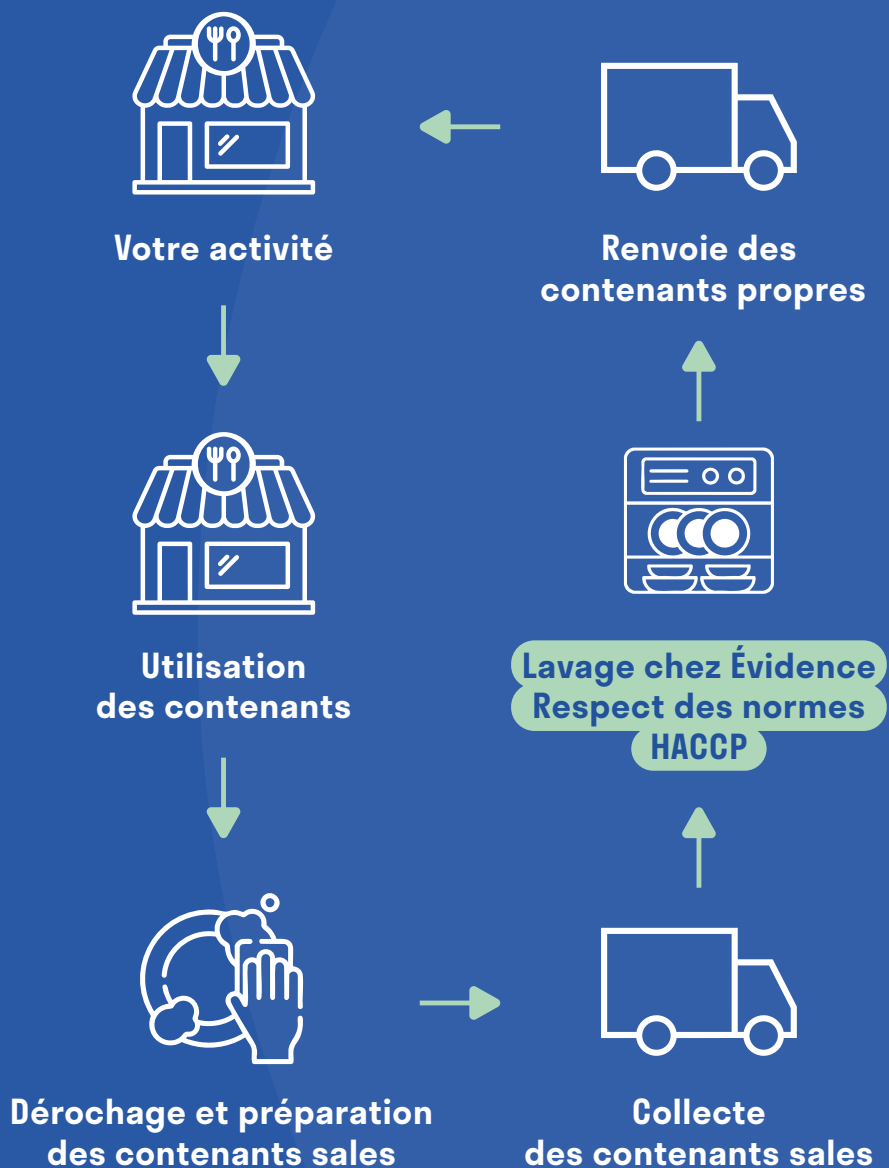 Votre activité
Renvoie des
contenants propres
Utilisation
des contenants
Lavage chez Évidence
Respect des normes
HACCP
Dérochage et préparation
des contenants sales
Collecte
des contenants sales